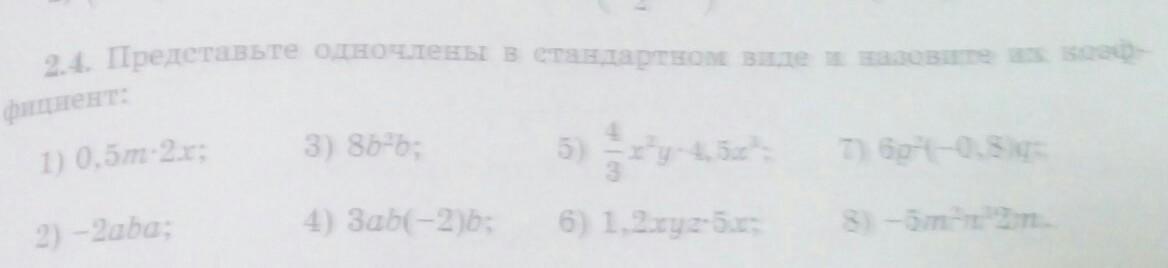 2.4. Представьте одночлены в стандартном виде и назовите их коэф-
фициент:
1) 0,5m·2x; 3) 8b²b; 5) 4/3 x²y·4,5x³; 7) 6p²(−0,8)q;
2) −2aba; 4) 3ab(−2)b; 6) 1,2xyz·5x; 8) −5m²n³2m.